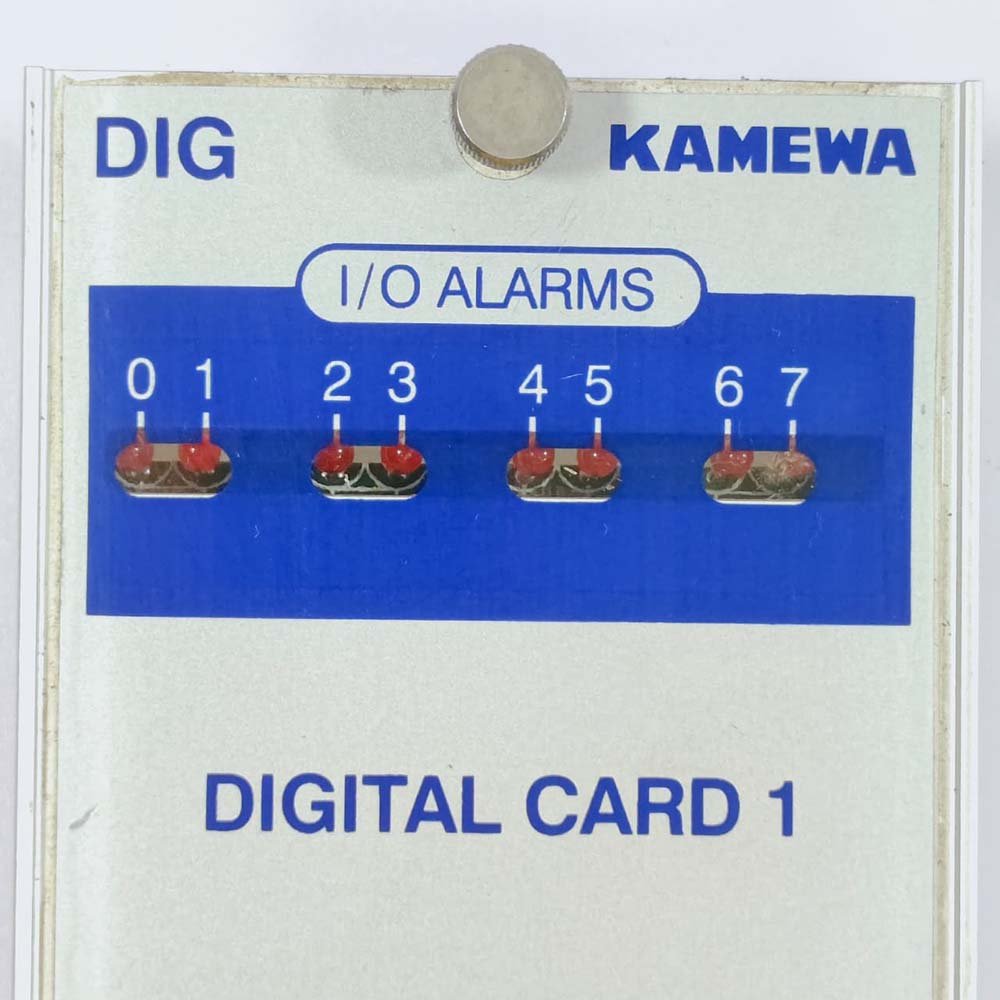 DIG KAMEWA
I/O ALARMS
0 1 2 3 4 5 6 7
DIGITAL CARD 1